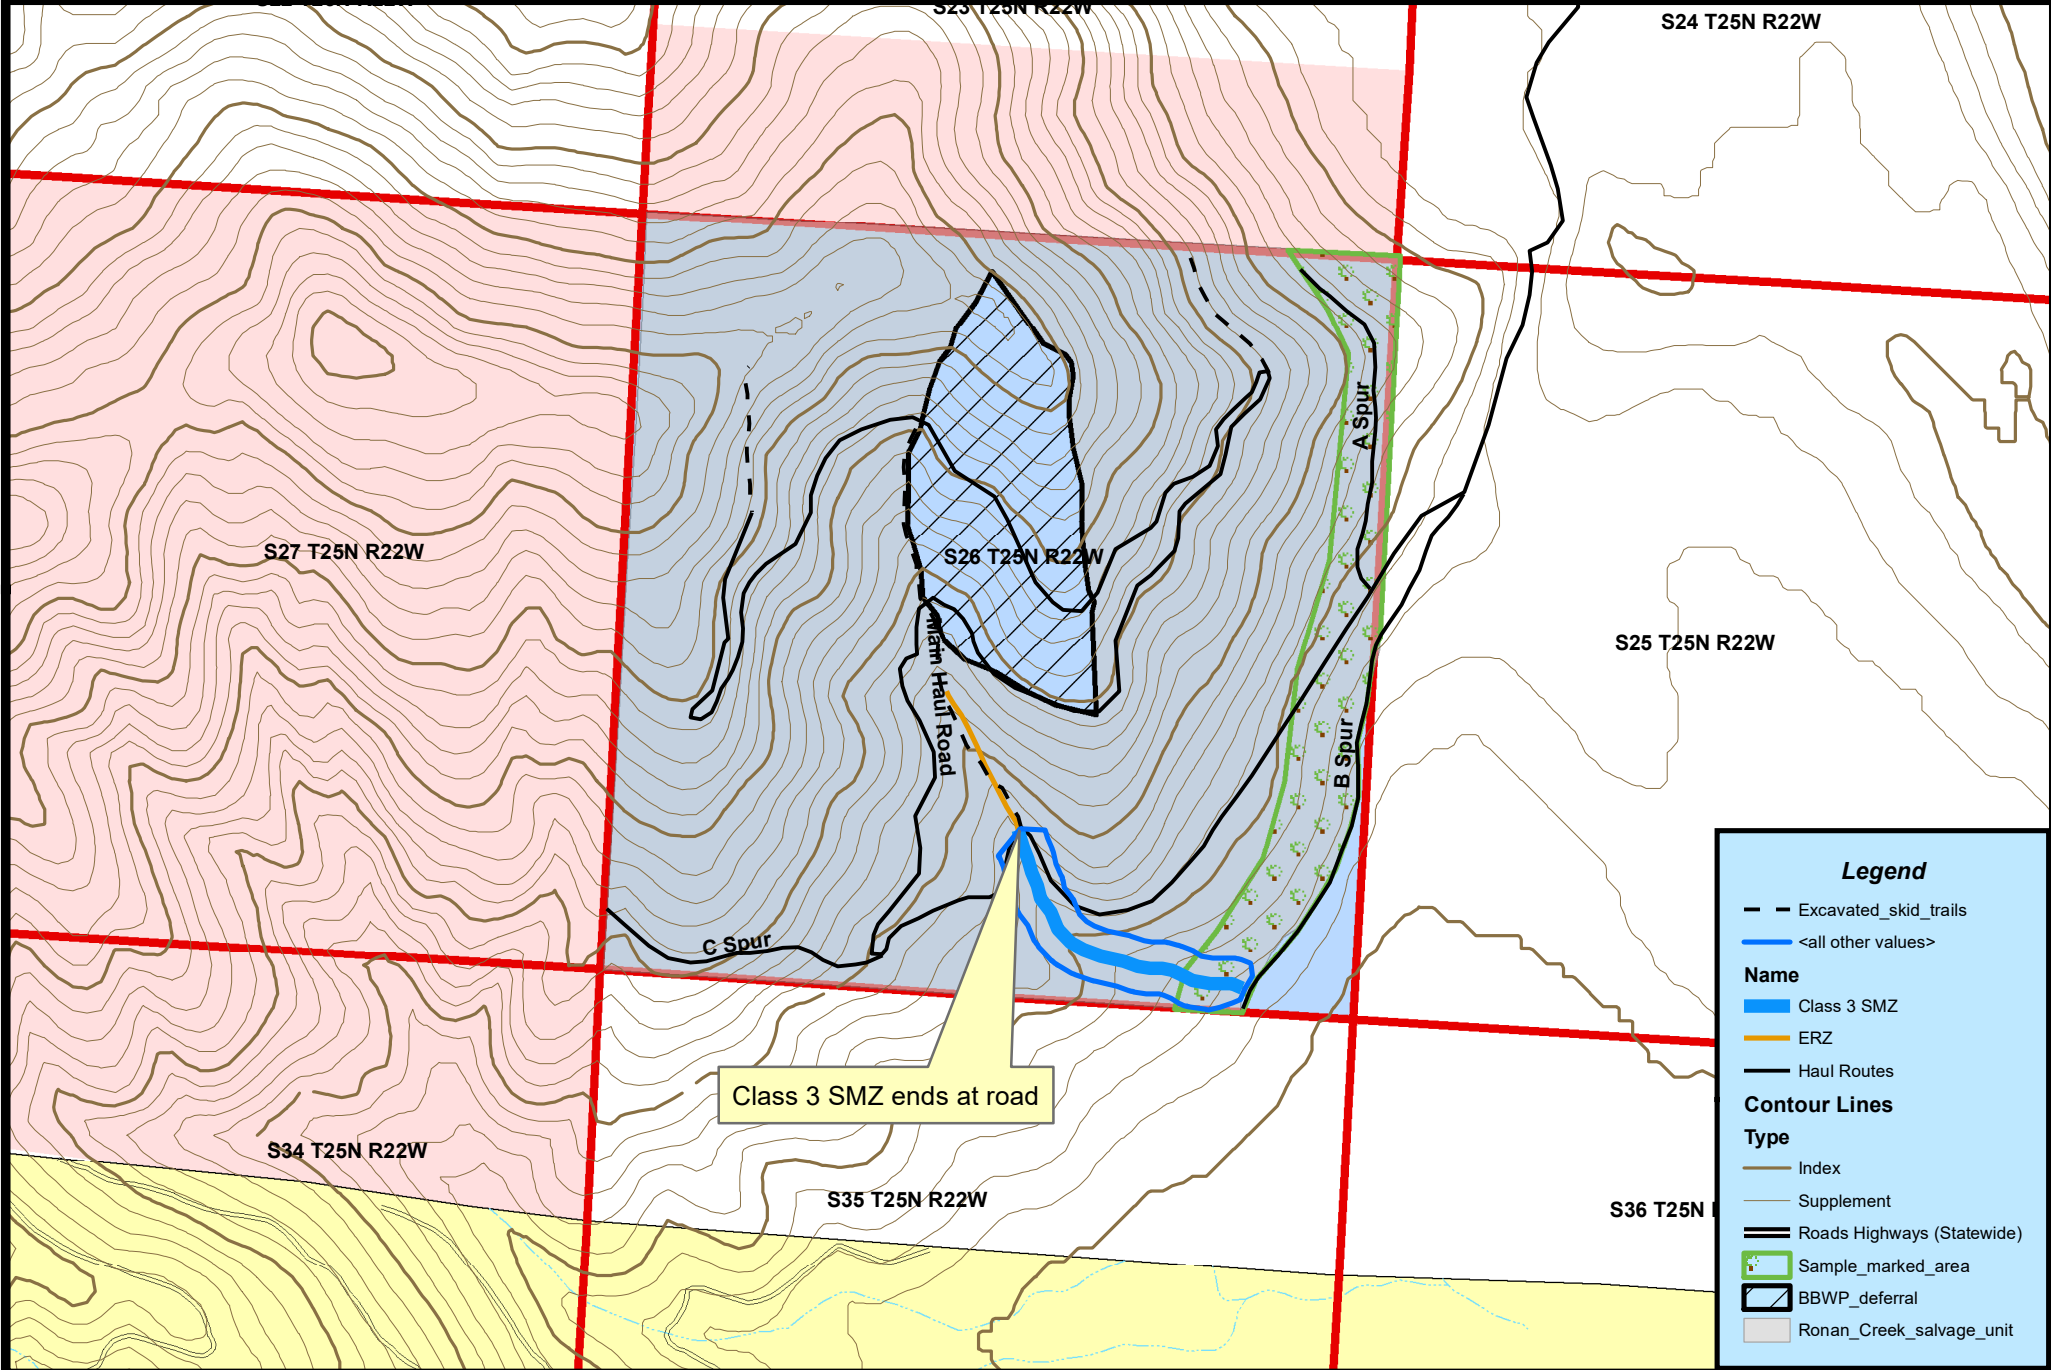 S23 T25N R22W
S24 T25N R22W
A Spur
S27 T25N R22W
S26 T25N R22W
S25 T25N R22W
Main Haul Road
B Spur
C Spur
Class 3 SMZ ends at road
S34 T25N R22W
S35 T25N R22W
S36 T25N
Legend
Excavated_skid_trails
<all other values>
Name
Class 3 SMZ
ERZ
Haul Routes
Contour Lines
Type
Index
Supplement
Roads Highways (Statewide)
Sample_marked_area
BBWP_deferral
Ronan_Creek_salvage_unit